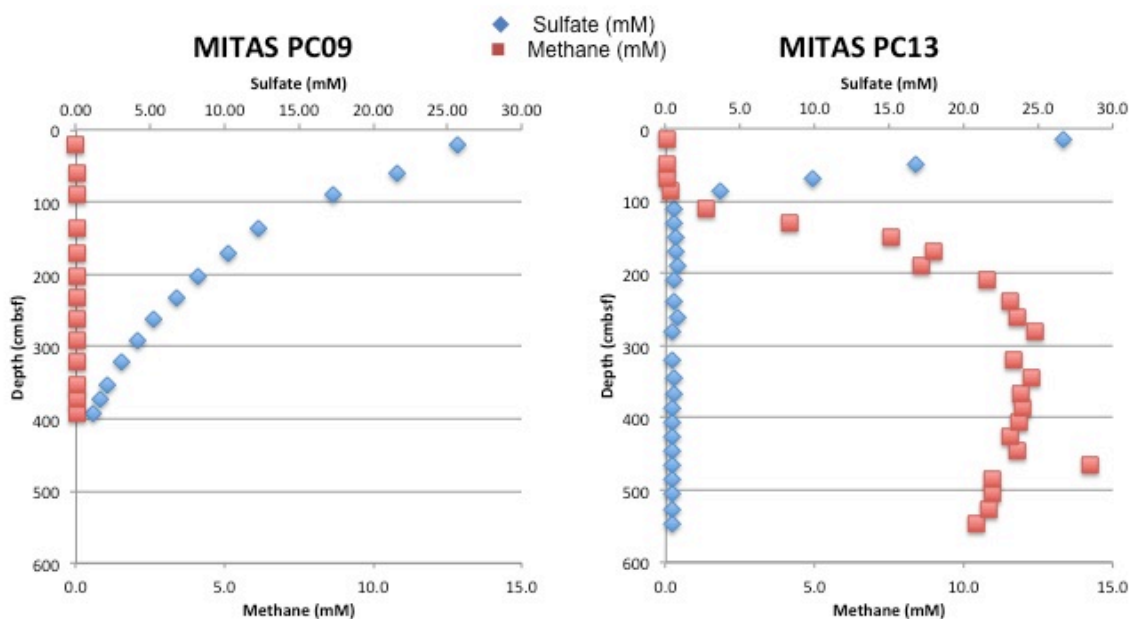 Sulfate (mM)
Methane (mM)
MITAS PC09
Sulfate (mM)
0.00 5.00 10.00 15.00 20.00 25.00 30.00
0
100
200
300
400
500
600
Depth (cmbsf)
0.0 5.0 10.0 15.0
Methane (mM)
MITAS PC13
Sulfate (mM)
0.0 5.0 10.0 15.0 20.0 25.0 30.0
0
100
200
300
400
500
600
Depth (cmbsf)
0.0 5.0 10.0 15.0
Methane (mM)